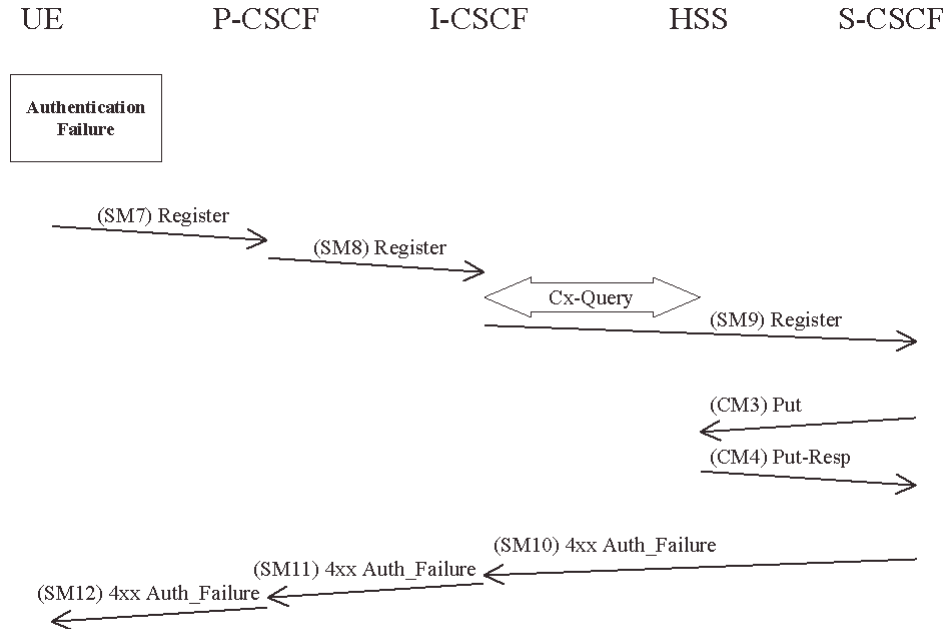 UE P-CSCF I-CSCF HSS S-CSCF
Authentication
Failure
(SM7) Register
(SM8) Register
Cx-Query
(SM9) Register
(CM3) Put
(CM4) Put-Resp
(SM10) 4xx Auth_Failure
(SM11) 4xx Auth_Failure
(SM12) 4xx Auth_Failure